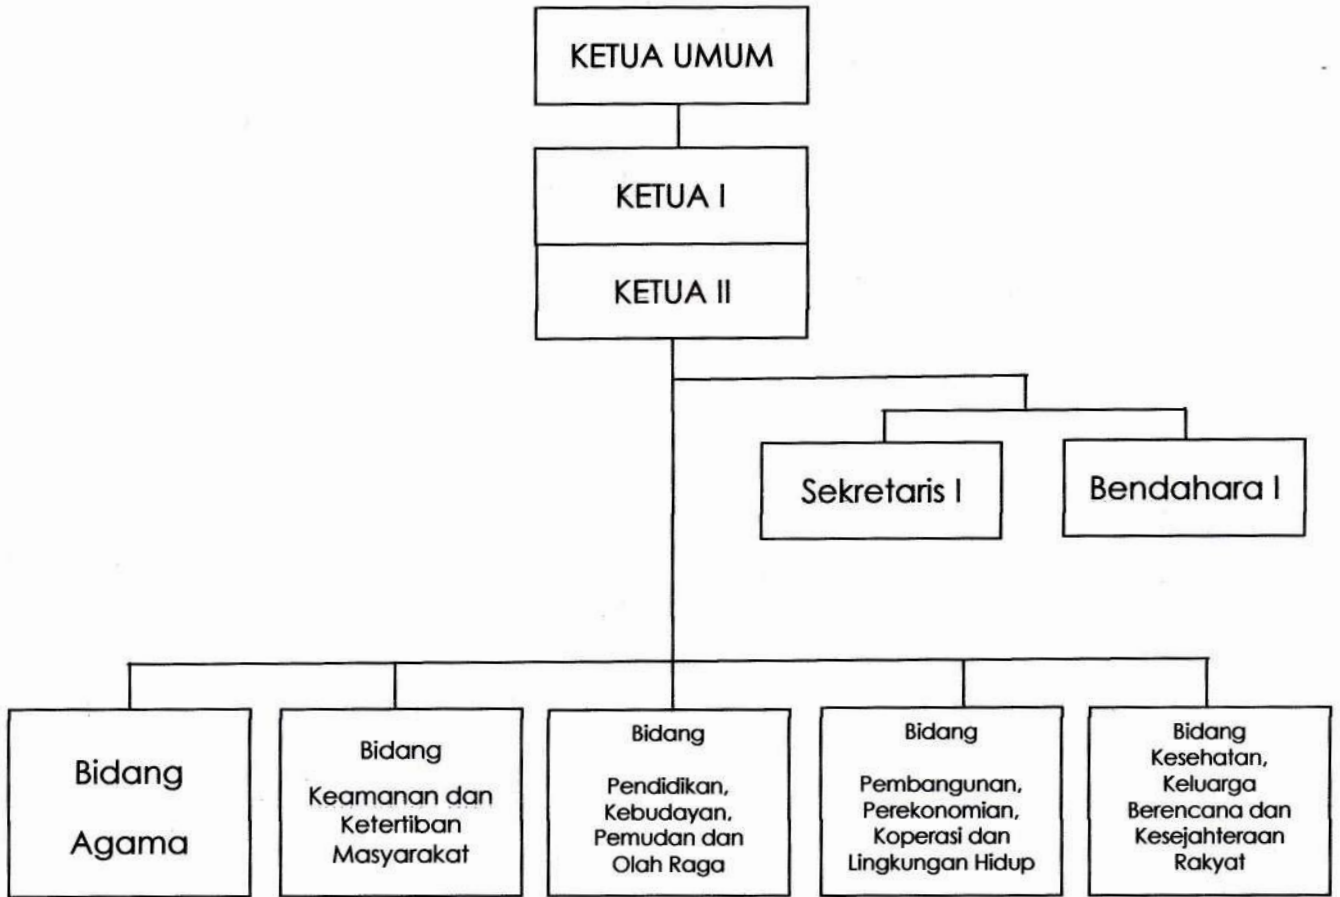 KETUA UMUM
KETUA I
KETUA II
Sekretaris I
Bendahara I
Bidang
Agama
Bidang
Keamanan dan
Ketertiban
Masyarakat
Bidang
Pendidikan,
Kebudayan,
Pemudan dan
Olah Raga
Bidang
Pembangunan,
Perekonomian,
Koperasi dan
Lingkungan Hidup
Bidang
Kesehatan,
Keluarga
Berencana dan
Kesejahteraan
Rakyat